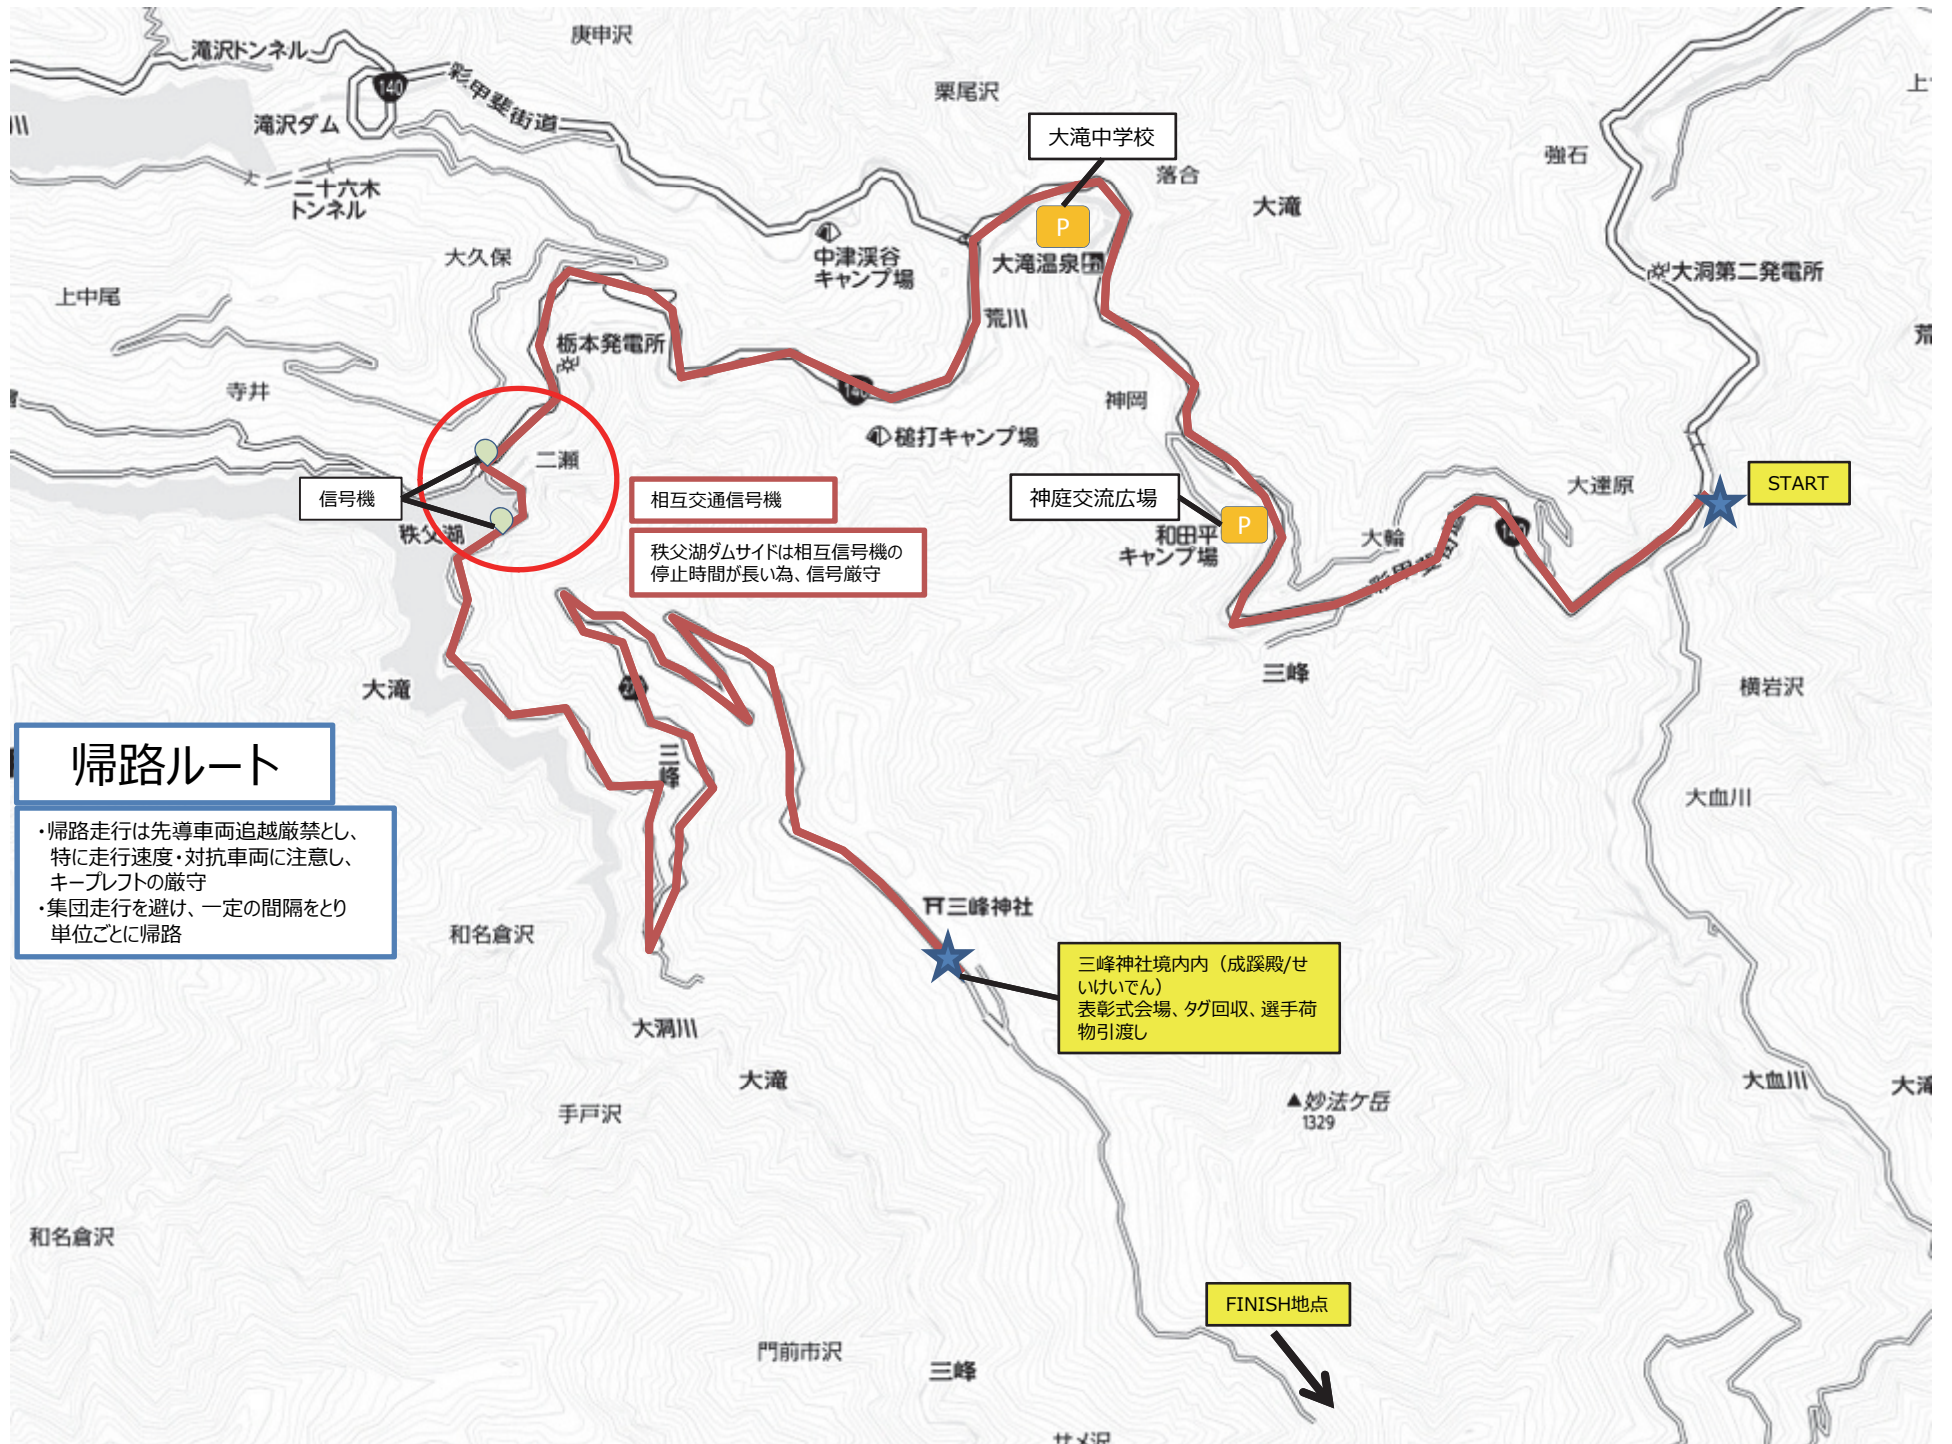 庚申沢
滝沢トンネル
140
彩甲斐街道
滝沢ダム
栗尾沢
大滝中学校
落合
強石
二十六木
トンネル
P
大滝
中津渓谷
キャンプ場
大滝温泉
大久保
大洞第二発電所
上中尾
荒川
栃本発電所
寺井
140
神岡
槌打キャンプ場
二瀬
信号機
相互交通信号機
神庭交流広場
大達原
START
秩父湖
秩父湖ダムサイドは相互信号機の
停止時間が長い為、信号厳守
和田平
キャンプ場
P
大輪
彩甲斐街道
140
三峰
大滝
横岩沢
帰路ルート
三峰
大血川
・帰路走行は先導車両追越厳禁とし、
特に走行速度・対抗車両に注意し、
キープレフトの厳守
・集団走行を避け、一定の間隔をとり
単位ごとに帰路
和名倉沢
三峰神社
三峰神社境内内（成蹊殿/せ
いけいでん）
表彰式会場、タグ回収、選手荷
物引渡し
大洞川
大滝
手戸沢
妙法ケ岳
1329
大血川
大滝
和名倉沢
FINISH地点
門前市沢
三峰
サメ沢